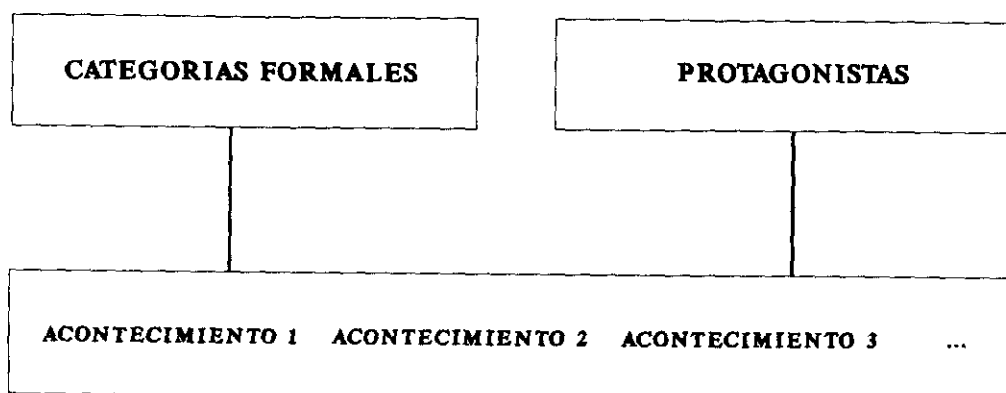 CATEGORIAS FORMALES
PROTAGONISTAS
ACONTECIMIENTO 1 ACONTECIMIENTO 2 ACONTECIMIENTO 3 ...